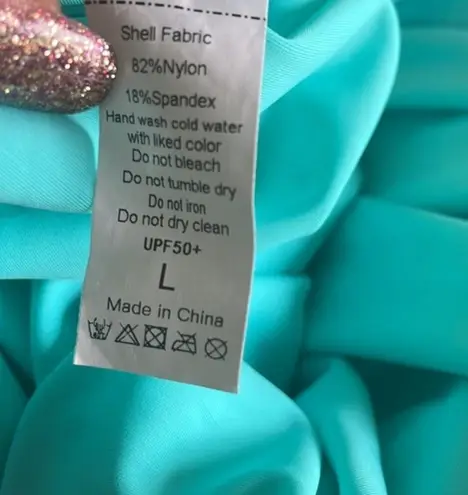 Shell Fabric
82%Nylon
18%Spandex
Hand wash cold water
with liked color
Do not bleach
Do not tumble dry
Do not iron
Do not dry clean
UPF50+
L
Made in China